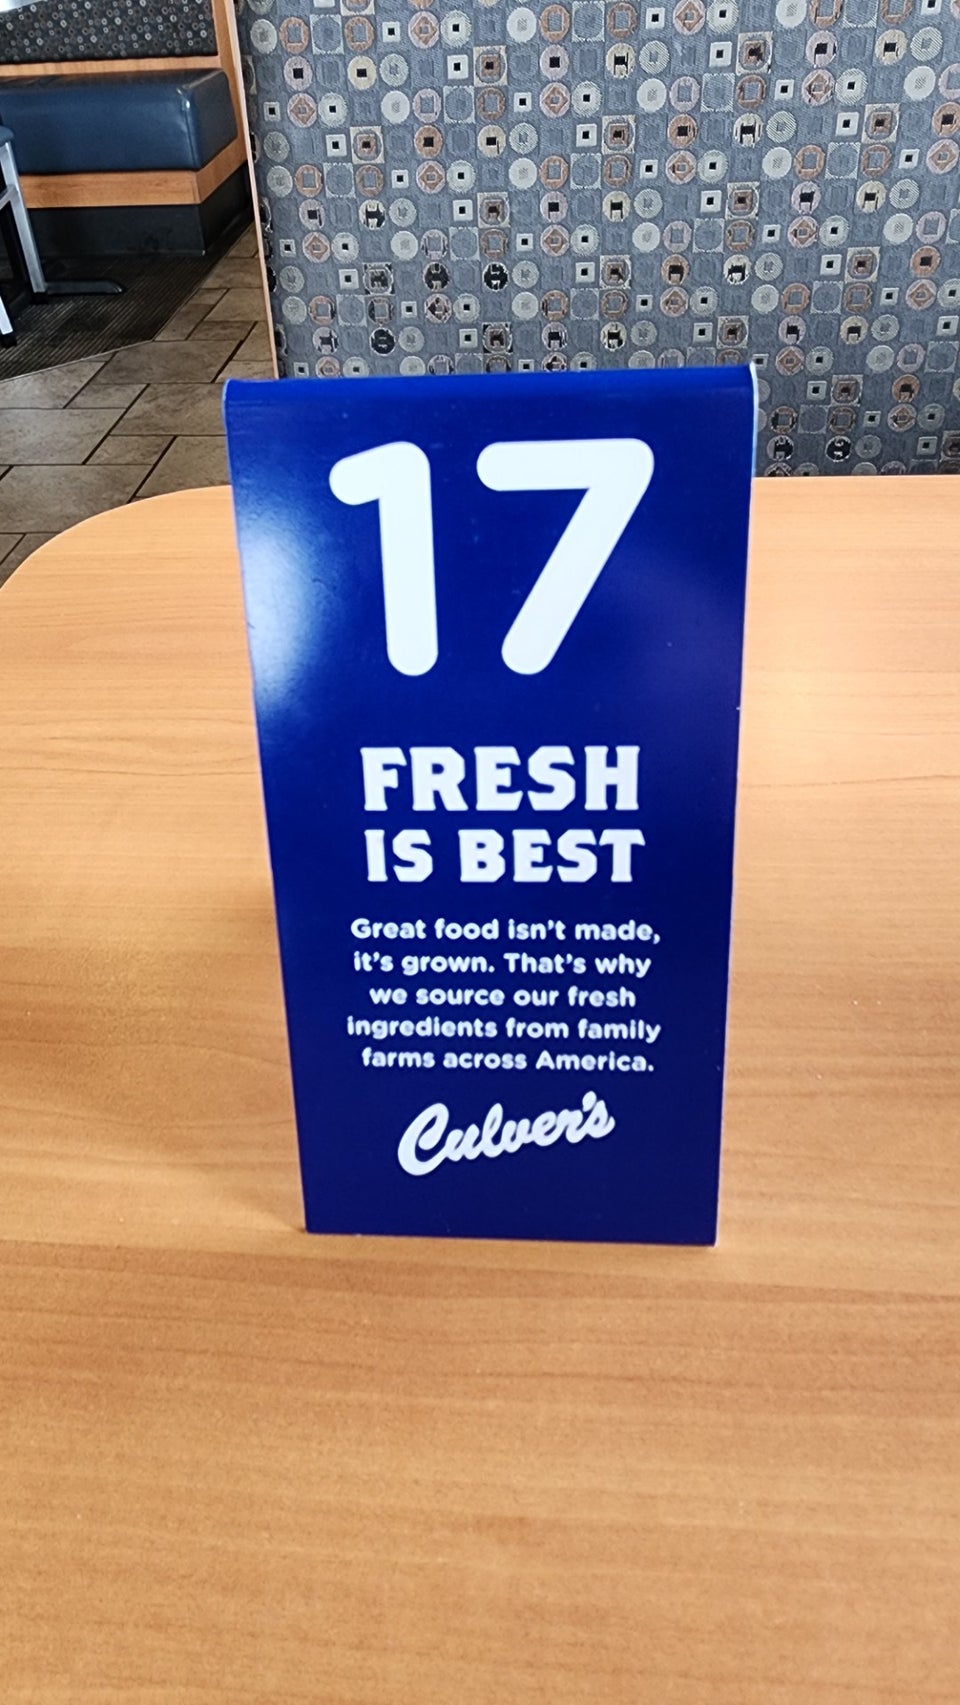 17
FRESH
IS BEST
Great food isn't made,
it's grown. That's why
we source our fresh
ingredients from family
farms across America.
Culver's